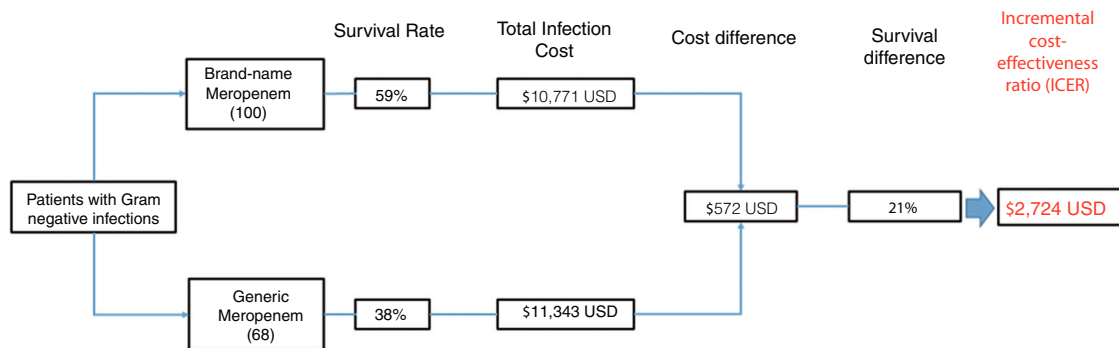 Survival Rate
Total Infection
Cost
Cost difference
Survival
difference
Incremental
cost-
effectiveness
ratio (ICER)
Brand-name
Meropenem
(100)
59%
$10,771 USD
Patients with Gram
negative infections
$572 USD
21%
$2,724 USD
Generic
Meropenem
(68)
38%
$11,343 USD